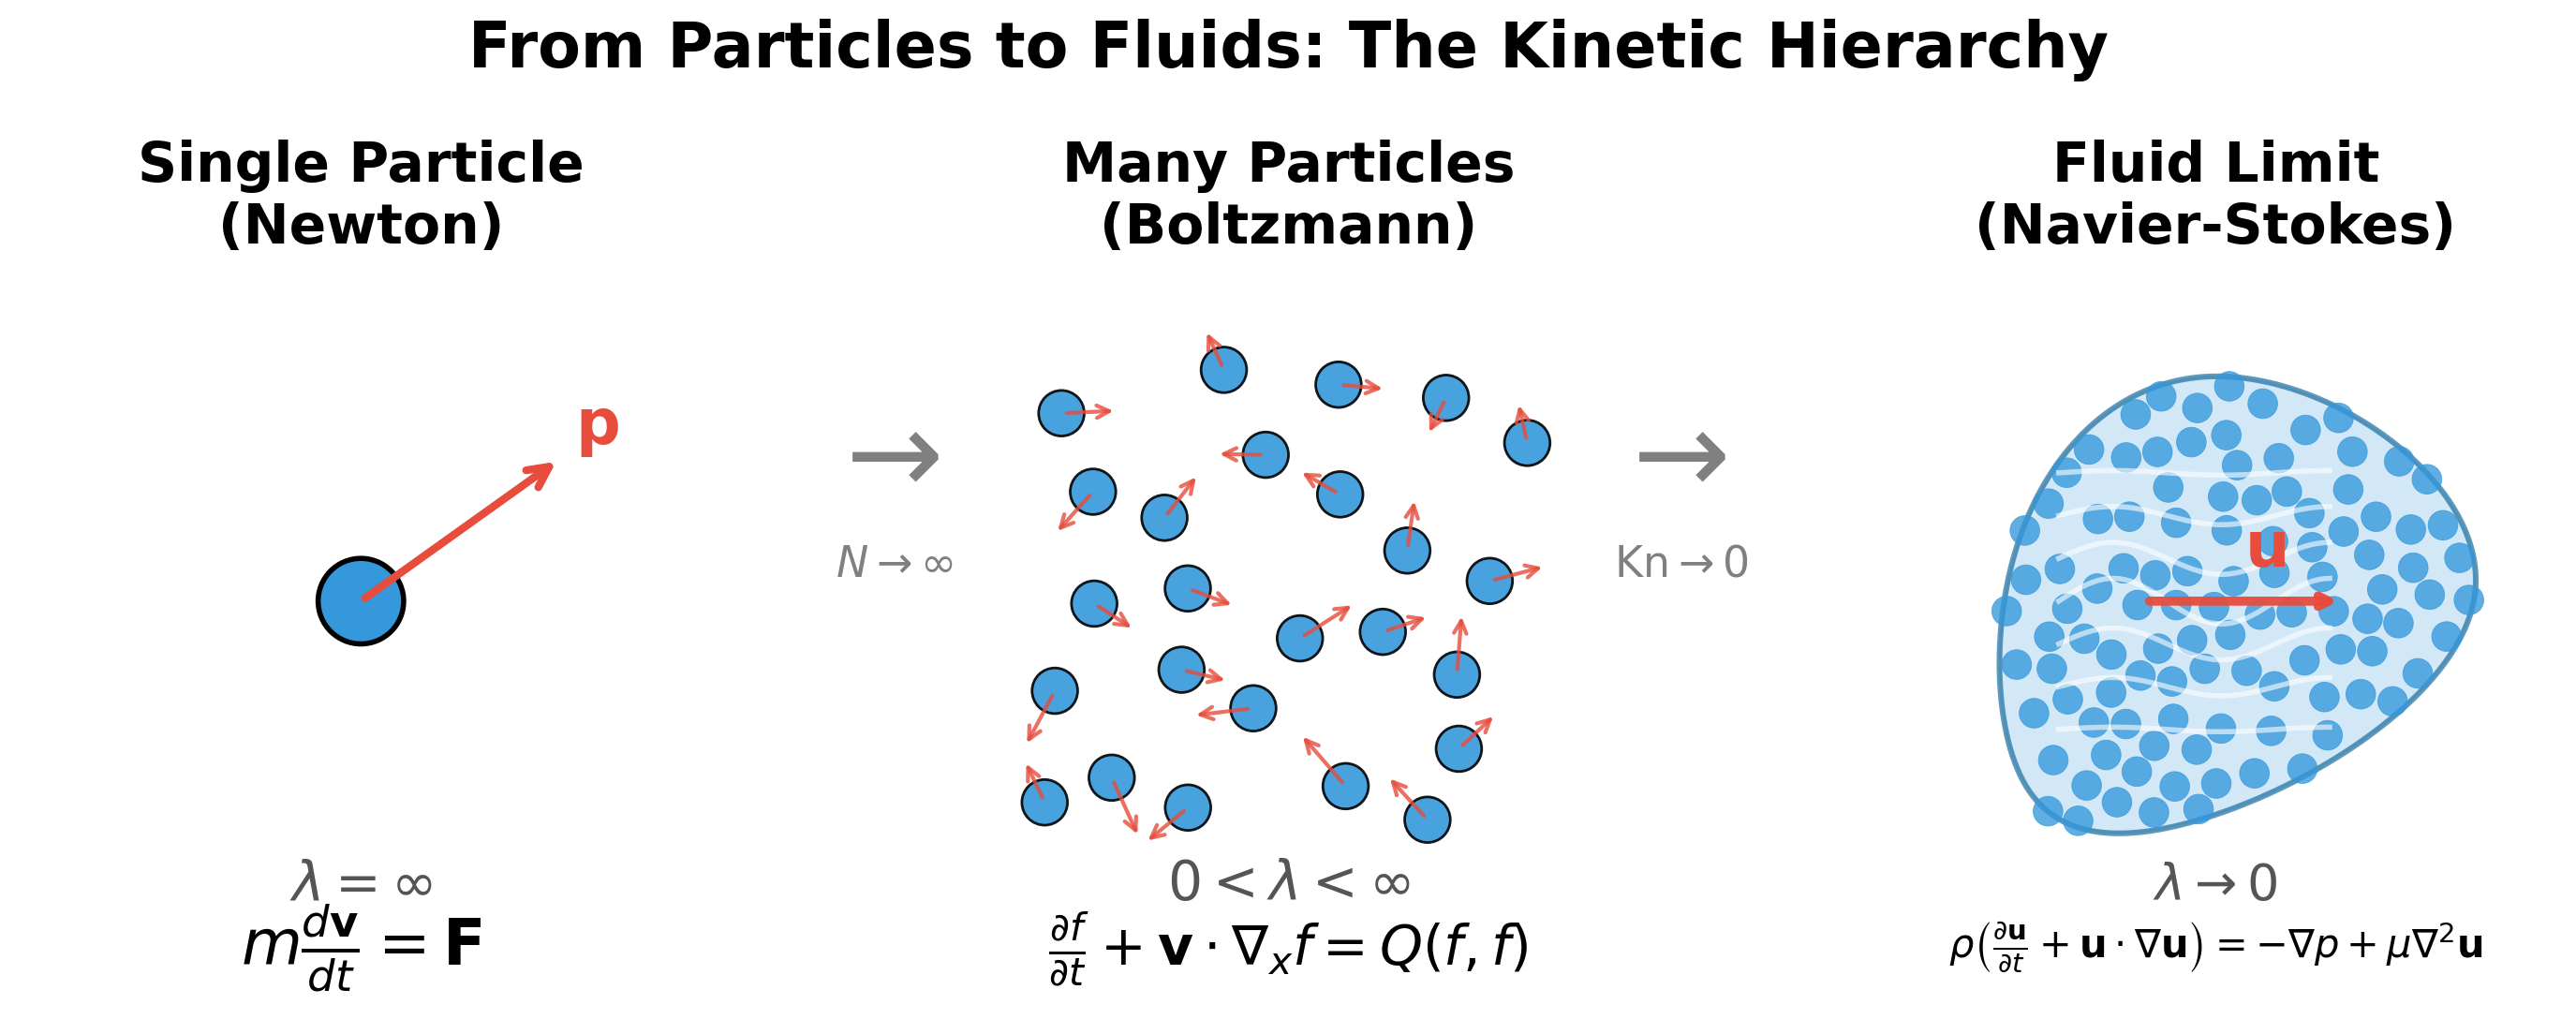 From Particles to Fluids: The Kinetic Hierarchy
Single Particle
(Newton)
p
λ = ∞
m d𝐯/dt = 𝐅
→
N → ∞
Many Particles
(Boltzmann)
0 < λ < ∞
∂f/∂t + 𝐯 · ∇ₓf = Q(f, f)
→
Kn → 0
Fluid Limit
(Navier-Stokes)
u
λ → 0
ρ(∂𝐮/∂t + 𝐮 · ∇𝐮) = −∇p + μ∇²𝐮